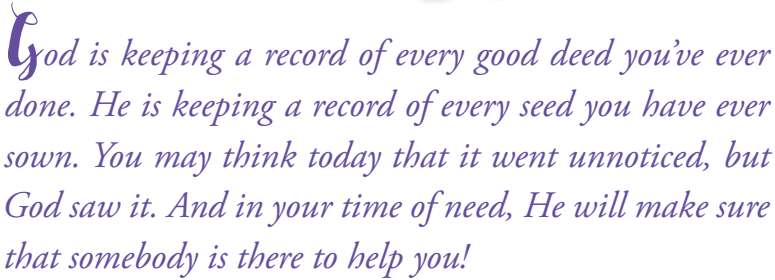 God is keeping a record of every good deed you’ve ever
done. He is keeping a record of every seed you have ever
sown. You may think today that it went unnoticed, but
God saw it. And in your time of need, He will make sure
that somebody is there to help you!